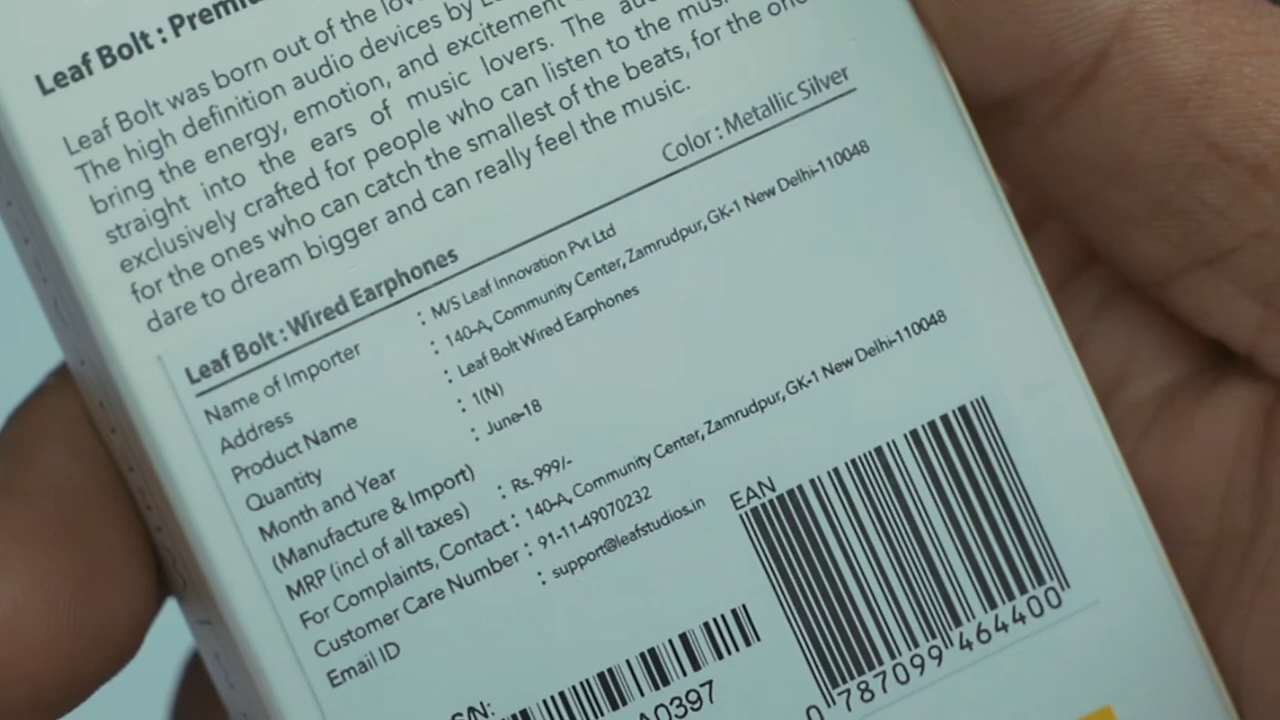 Leaf Bolt : Premium
Leaf Bolt was born out of the love
The high definition audio devices by
bring the energy, emotion, and excitement
straight into the ears of music lovers. The
exclusively crafted for people who can listen to the music
for the ones who can catch the smallest of the beats, for the one
dare to dream bigger and can really feel the music.
Color : Metallic Silver
Leaf Bolt : Wired Earphones
Name of Importer : M/S Leaf Innovation Pvt Ltd
Address : 140-A, Community Center, Zamrudpur, GK-1 New Delhi-110048
Product Name : Leaf Bolt Wired Earphones
Quantity : 1(N)
Month and Year : June-18
(Manufacture & Import)
MRP (incl of all taxes) : Rs. 999/-
For Complaints, Contact : 140-A, Community Center, Zamrudpur, GK-1 New Delhi-110048
Customer Care Number : 91-11-49070232
Email ID : support@leafstudios.in
EAN
0 787099 464400
S/N:
A0397